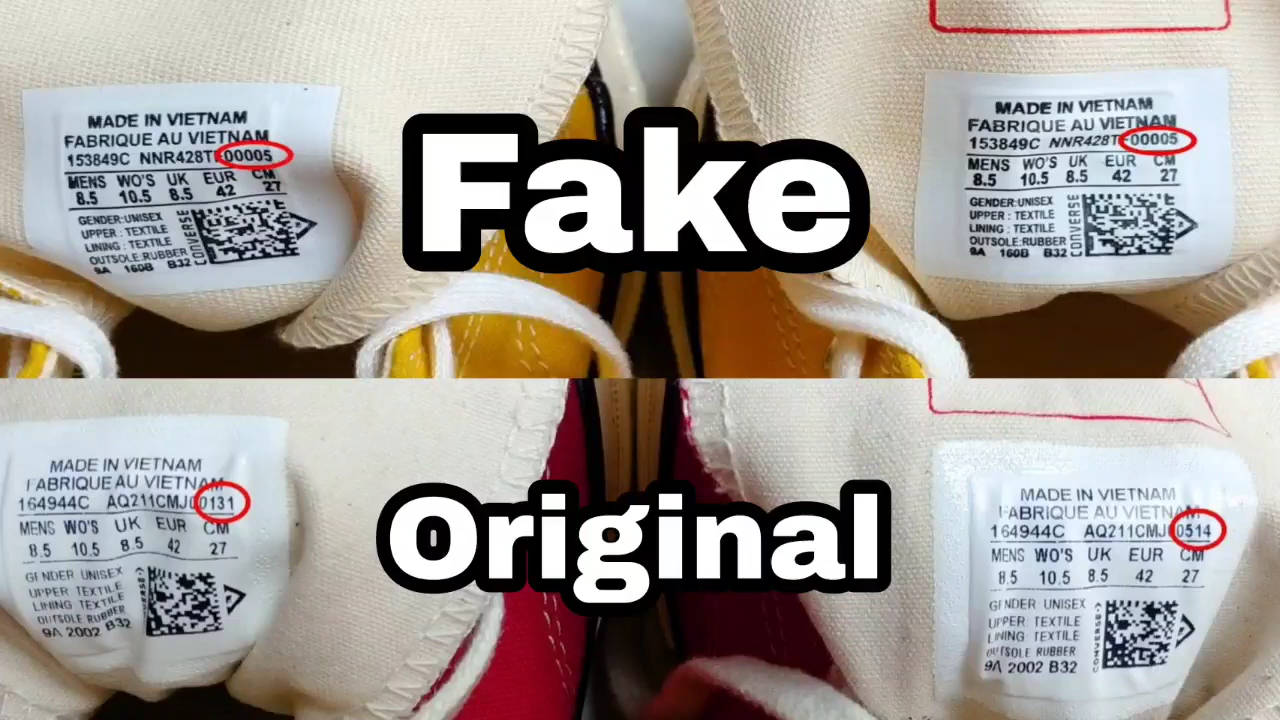 MADE IN VIETNAM
FABRIQUE AU VIETNAM
153849C NNR428T 00005
MENS WO'S UK EUR CM
8.5 10.5 8.5 42 27
GENDER:UNISEX
UPPER : TEXTILE
LINING : TEXTILE
OUTSOLE:RUBBER
9A 160B B32
CONVERSE
Fake
MADE IN VIETNAM
FABRIQUE AU VIETNAM
153849C NNR428T 00005
MENS WO'S UK EUR CM
8.5 10.5 8.5 42 27
GENDER:UNISEX
UPPER : TEXTILE
LINING : TEXTILE
OUTSOLE:RUBBER
9A 160B B32
CONVERSE
MADE IN VIETNAM
FABRIQUE AU VIETNAM
164944C AQ211CMJ00131
MENS WO'S UK EUR CM
8.5 10.5 8.5 42 27
GENDER UNISEX
UPPER TEXTILE
LINING TEXTILE
OUTSOLE RUBBER
9A 2002 B32
Original
MADE IN VIETNAM
FABRIQUE AU VIETNAM
164944C AQ211CMJ00514
MENS WO'S UK EUR CM
8.5 10.5 8.5 42 27
GENDER UNISEX
UPPER: TEXTILE
LINING: TEXTILE
OUTSOLE RUBBER
9A 2002 B32
CONVERSE